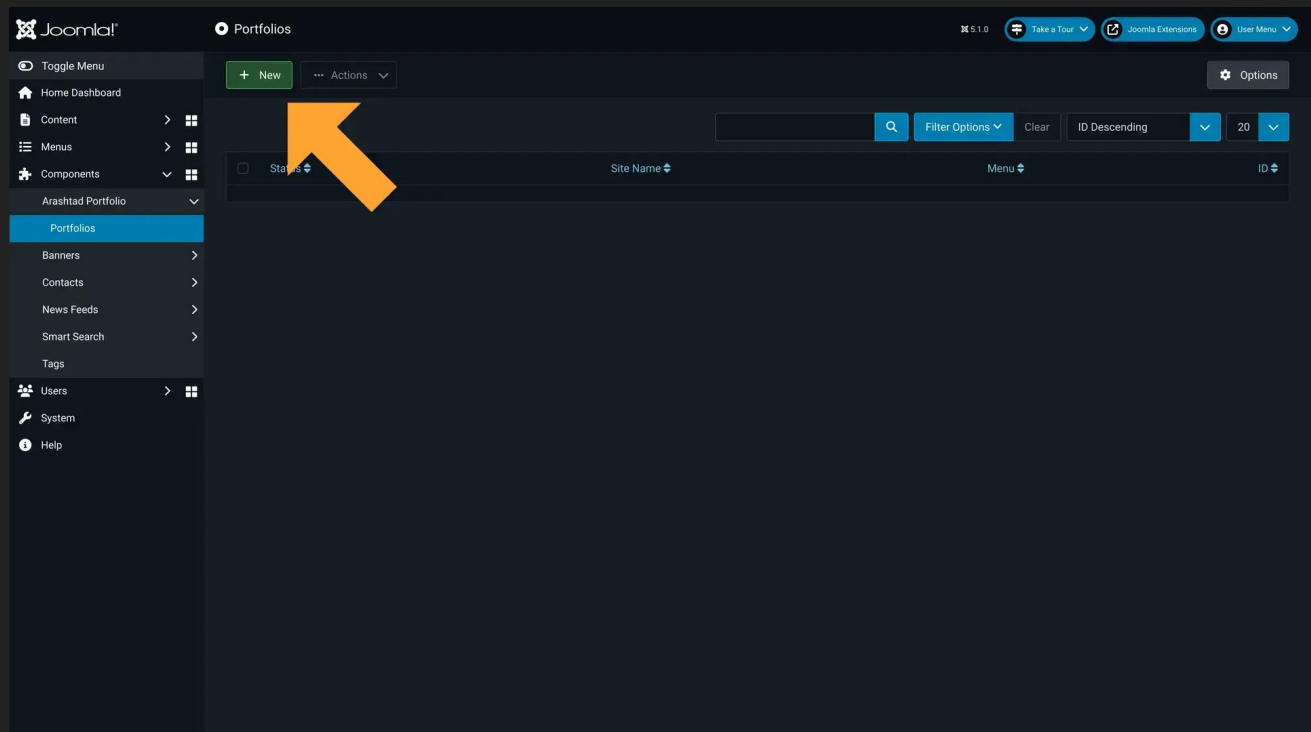 Joomla!
Portfolios
5.1.0
Take a Tour
Joomla Extensions
User Menu
Toggle Menu
+ New
... Actions
Options
Home Dashboard
Content
Filter Options
Clear
ID Descending
20
Menus
Components
Status
Site Name
Menu
ID
Arashtad Portfolio
Portfolios
Banners
Contacts
News Feeds
Smart Search
Tags
Users
System
Help